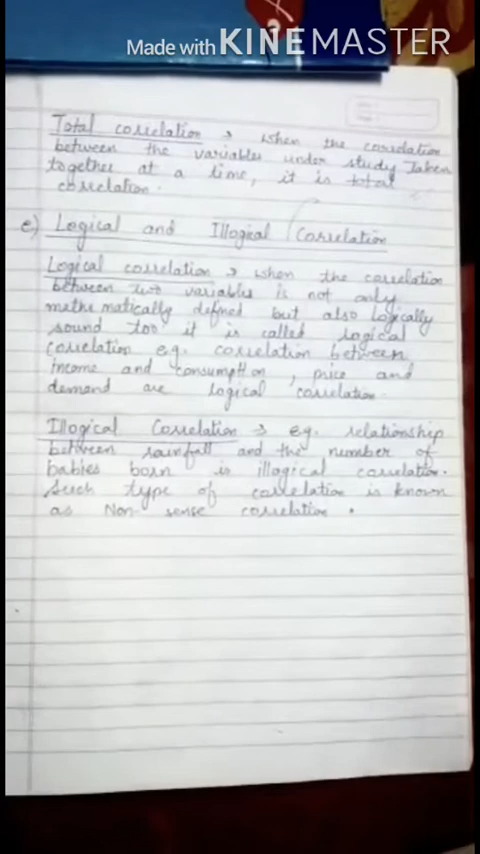 Made with KINEMASTER
Total correlation → when the correlation
between the variables under study Taken
together at a time, it is total
correlation.
e) Logical and Illogical Correlation
Logical correlation → when the correlation
between two variables is not only
mathematically defined but also logically
sound too it is called logical
correlation e.g. correlation between
income and consumption, price and
demand are logical correlation.
Illogical Correlation → eg. relationship
between rainfall and the number of
babies born is illogical correlation.
Such type of correlation is known
as Non-sense correlation.